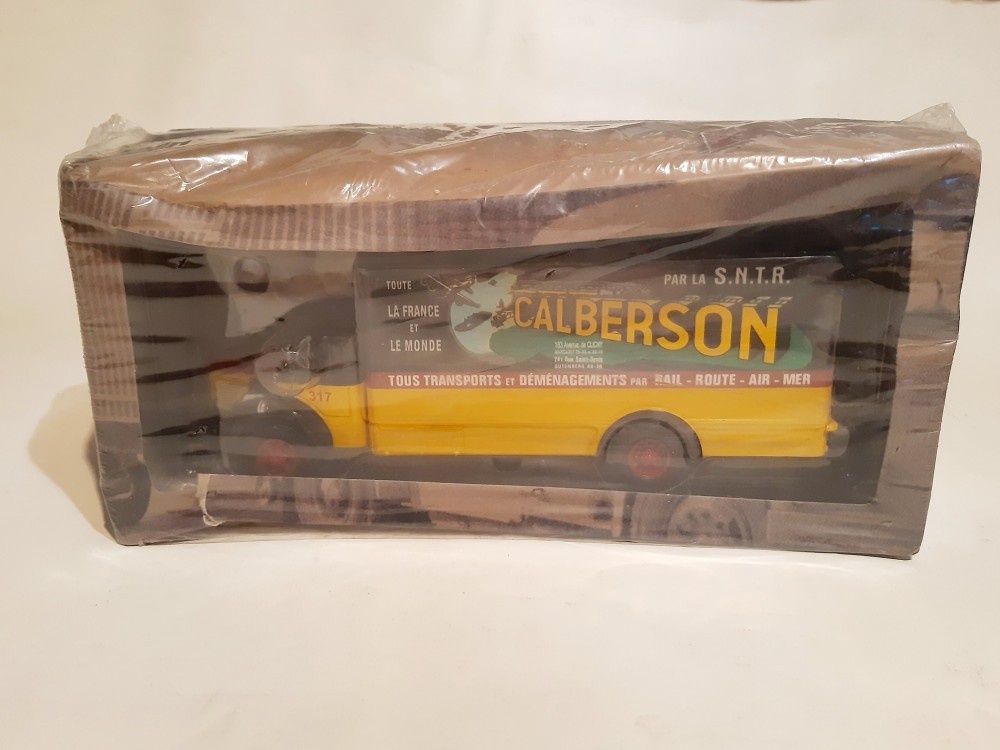 TOUTE
LA FRANCE
ET
LE MONDE
PAR LA S.N.T.R.
CALBERSON
TOUS TRANSPORTS ET DÉMÉNAGEMENTS PAR RAIL - ROUTE - AIR - MER
317